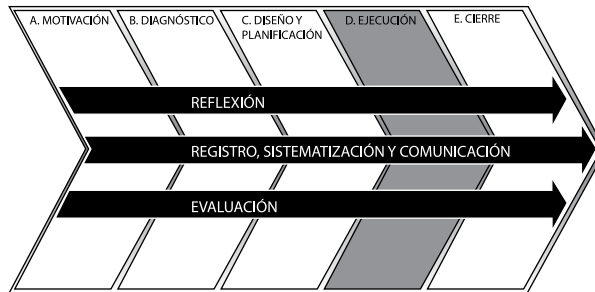 A. MOTIVACIÓN
B. DIAGNÓSTICO
C. DISEÑO Y
PLANIFICACIÓN
D. EJECUCIÓN
E. CIERRE
REFLEXIÓN
REGISTRO, SISTEMATIZACIÓN Y COMUNICACIÓN
EVALUACIÓN